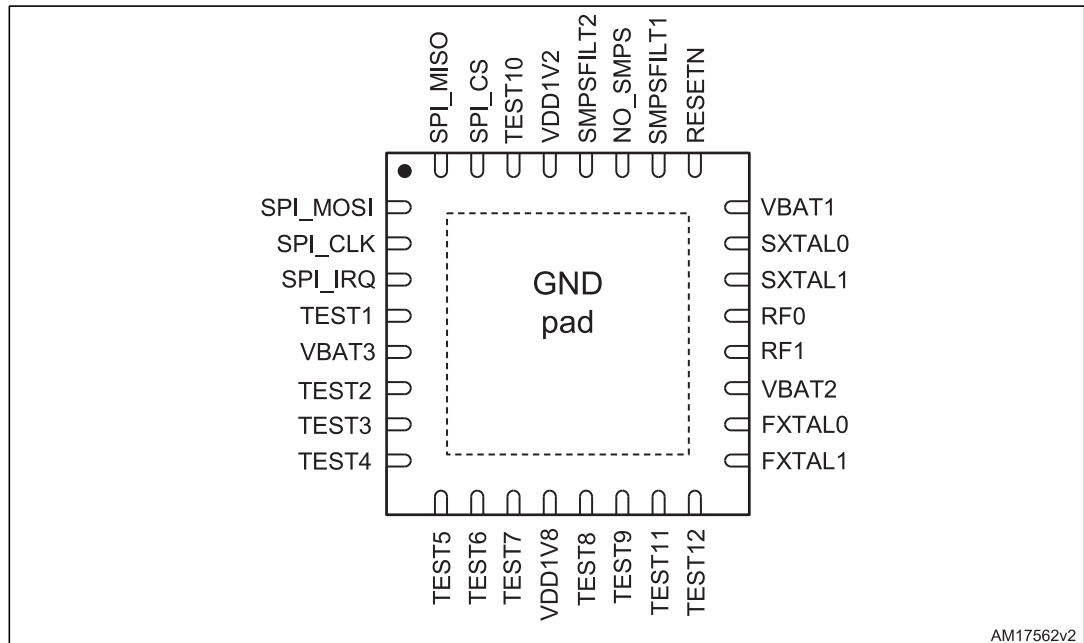 SPI_MISO
SPI_CS
TEST10
VDD1V2
SMPSFILT2
NO_SMPS
SMPSFILT1
RESETN
SPI_MOSI
SPI_CLK
SPI_IRQ
TEST1
VBAT3
TEST2
TEST3
TEST4
GND
pad
VBAT1
SXTAL0
SXTAL1
RF0
RF1
VBAT2
FXTAL0
FXTAL1
TEST5
TEST6
TEST7
VDD1V8
TEST8
TEST9
TEST11
TEST12
AM17562v2